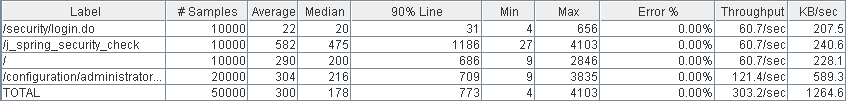 Label # Samples Average Median 90% Line Min Max Error % Throughput KB/sec
/security/login.do 10000 22 20 31 4 656 0.00% 60.7/sec 207.5
/j_spring_security_check 10000 582 475 1186 27 4103 0.00% 60.7/sec 240.6
/ 10000 290 200 686 9 2846 0.00% 60.7/sec 228.1
/configuration/administrator... 20000 304 216 709 9 3835 0.00% 121.4/sec 589.3
TOTAL 50000 300 178 773 4 4103 0.00% 303.2/sec 1264.6